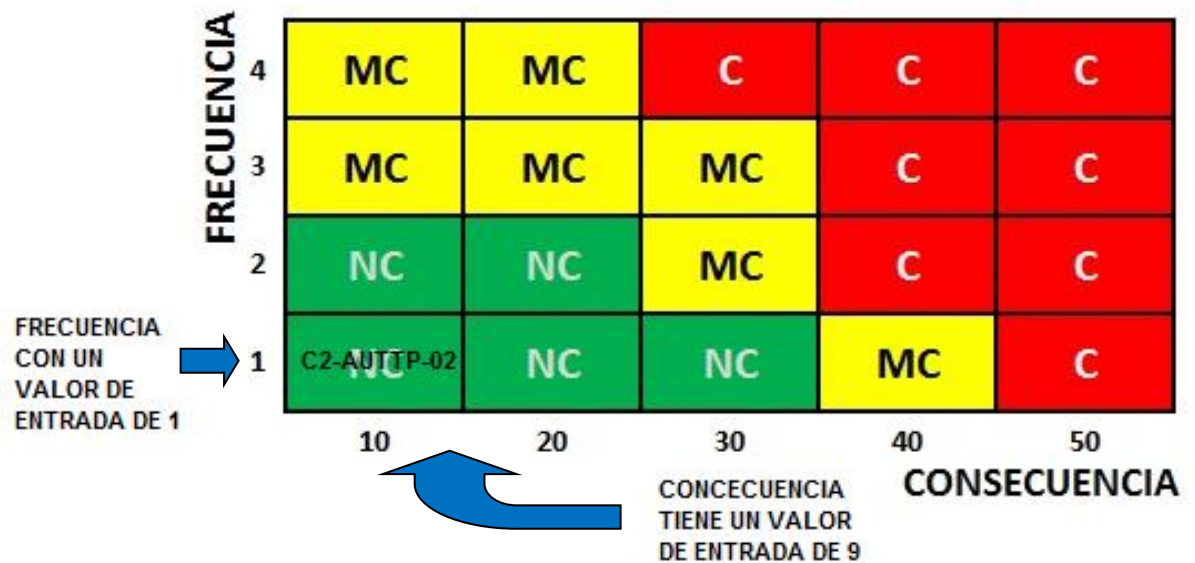 FRECUENCIA
4 MC MC C C C
3 MC MC MC C C
2 NC NC MC C C
FRECUENCIA
CON UN
VALOR DE
ENTRADA DE 1
1 C2-AUTTP-02 NC NC NC MC C
10 20 30 40 50
CONSECUENCIA
CONCECUENCIA
TIENE UN VALOR
DE ENTRADA DE 9